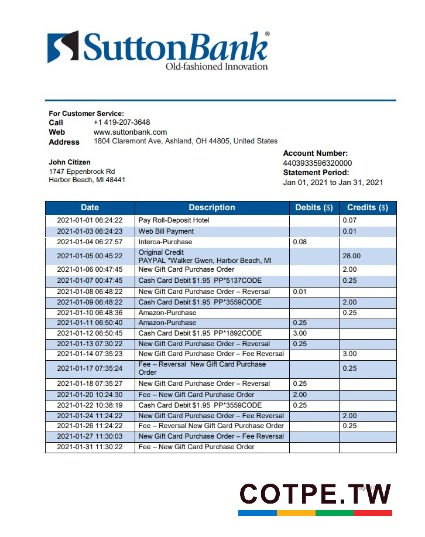 SuttonBank®
Old-fashioned Innovation
For Customer Service:
Call +1 419-207-3648
Web www.suttonbank.com
Address 1804 Claremont Ave, Ashland, OH 44805, United States
Account Number:
4403933596320000
Statement Period:
Jan 01, 2021 to Jan 31, 2021
John Citizen
1747 Eppenbrook Rd
Harbor Beach, MI 48441
Date Description Debits ($) Credits ($)
2021-01-01 06:24:22 Pay Roll-Deposit Hotel 0.07
2021-01-03 06:24:23 Web Bill Payment 0.01
2021-01-04 06:27:57 Interca-Purchase 0.08
2021-01-05 00:45:22 Original Credit 28.00
PAYPAL *Walker Gwen, Harbor Beach, MI
2021-01-06 00:47:45 New Gift Card Purchase Order 2.00
2021-01-07 00:47:45 Cash Card Debit $1.95 PP*5137CODE 0.25
2021-01-08 06:48:22 New Gift Card Purchase Order – Reversal 0.01
2021-01-09 06:48:22 Cash Card Debit $1.95 PP*3559CODE 2.00
2021-01-10 06:48:36 Amazon-Purchase 0.25
2021-01-11 06:50:40 Amazon-Purchase 0.25
2021-01-12 06:50:45 Cash Card Debit $1.95 PP*1892CODE 3.00
2021-01-13 07:30:22 New Gift Card Purchase Order – Reversal 0.25
2021-01-14 07:35:23 New Gift Card Purchase Order – Fee Reversal 3.00
2021-01-17 07:35:24 Fee – Reversal New Gift Card Purchase 0.25
Order
2021-01-18 07:35:27 New Gift Card Purchase Order – Reversal 0.25
2021-01-20 10:24:30 Fee – New Gift Card Purchase Order 2.00
2021-01-22 10:38:19 Cash Card Debit $1.95 PP*3559CODE 0.25
2021-01-24 11:24:22 New Gift Card Purchase Order – Fee Reversal 2.00
2021-01-26 11:24:22 Fee – Reversal New Gift Card Purchase Order 0.25
2021-01-27 11:30:03 New Gift Card Purchase Order – Fee Reversal
2021-01-31 11:30:22 Fee – New Gift Card Purchase Order
COTPE.TW